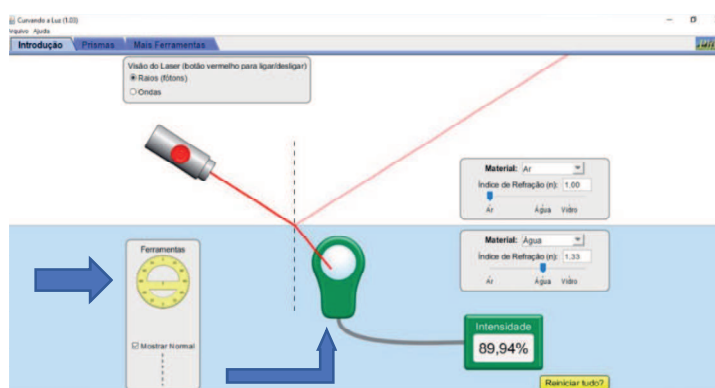 Curvando a Luz (1.03)
Arquivo Ajuda
Introdução Prismas Mais Ferramentas
Visão do Laser (botão vermelho para ligar/desligar)
Raios (fótons)
Ondas
Material: Ar
Índice de Refração (n): 1,00
Ar Água Vidro
Material: Água
Índice de Refração (n): 1,33
Ar Água Vidro
Ferramentas
Mostrar Normal
Intensidade
89,94%
Reiniciar tudo?